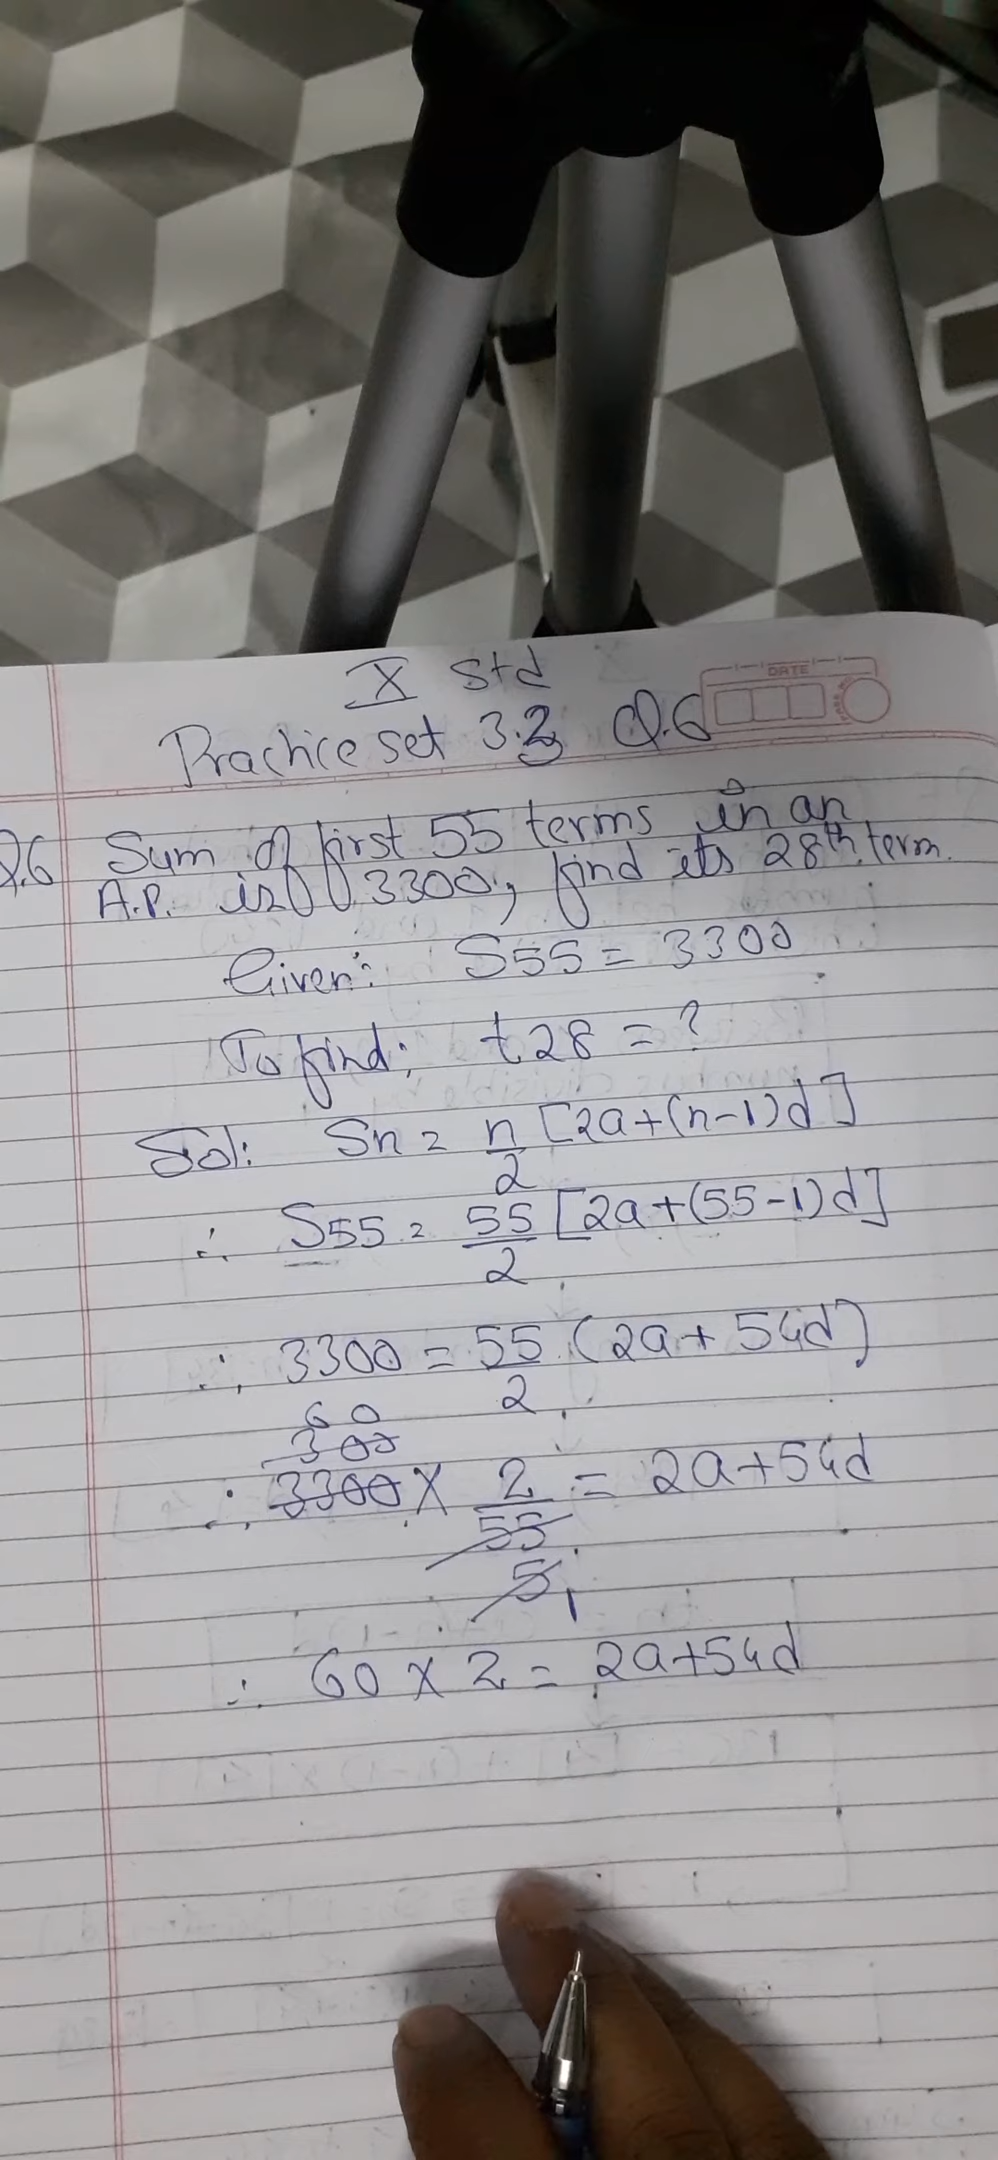 X Std
DATE
Practice set 3.3 Q.6
Q.6 Sum of first 55 terms in an
A.P. is 3300, find its 28th term.
Given: S55 = 3300
To find: t28 = ?
Sol: Sn = n/2 [2a+(n-1)d]
∴ S55 = 55/2 [2a+(55-1)d]
∴ 3300 = 55/2 (2a+54d)
60
300
∴ 3300 × 2/55 = 2a+54d
5 1
∴ 60 × 2 = 2a+54d